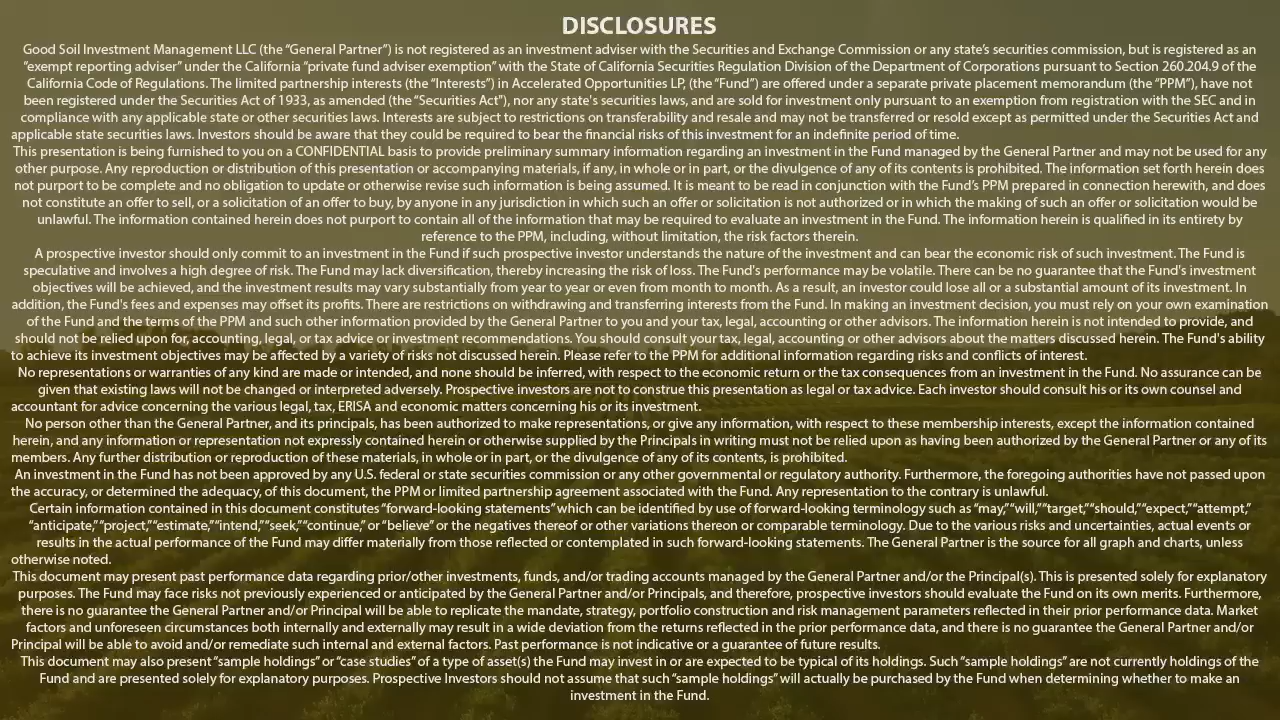 DISCLOSURES
Good Soil Investment Management LLC (the “General Partner”) is not registered as an investment adviser with the Securities and Exchange Commission or any state’s securities commission, but is registered as an
“exempt reporting adviser” under the California “private fund adviser exemption” with the State of California Securities Regulation Division of the Department of Corporations pursuant to Section 260.204.9 of the
California Code of Regulations. The limited partnership interests (the “Interests”) in Accelerated Opportunities LP, (the “Fund”) are offered under a separate private placement memorandum (the “PPM”), have not
been registered under the Securities Act of 1933, as amended (the “Securities Act”), nor any state's securities laws, and are sold for investment only pursuant to an exemption from registration with the SEC and in
compliance with any applicable state or other securities laws. Interests are subject to restrictions on transferability and resale and may not be transferred or resold except as permitted under the Securities Act and
applicable state securities laws. Investors should be aware that they could be required to bear the financial risks of this investment for an indefinite period of time.
This presentation is being furnished to you on a CONFIDENTIAL basis to provide preliminary summary information regarding an investment in the Fund managed by the General Partner and may not be used for any
other purpose. Any reproduction or distribution of this presentation or accompanying materials, if any, in whole or in part, or the divulgence of any of its contents is prohibited. The information set forth herein does
not purport to be complete and no obligation to update or otherwise revise such information is being assumed. It is meant to be read in conjunction with the Fund’s PPM prepared in connection herewith, and does
not constitute an offer to sell, or a solicitation of an offer to buy, by anyone in any jurisdiction in which such an offer or solicitation is not authorized or in which the making of such an offer or solicitation would be
unlawful. The information contained herein does not purport to contain all of the information that may be required to evaluate an investment in the Fund. The information herein is qualified in its entirety by
reference to the PPM, including, without limitation, the risk factors therein.
A prospective investor should only commit to an investment in the Fund if such prospective investor understands the nature of the investment and can bear the economic risk of such investment. The Fund is
speculative and involves a high degree of risk. The Fund may lack diversification, thereby increasing the risk of loss. The Fund's performance may be volatile. There can be no guarantee that the Fund's investment
objectives will be achieved, and the investment results may vary substantially from year to year or even from month to month. As a result, an investor could lose all or a substantial amount of its investment. In
addition, the Fund's fees and expenses may offset its profits. There are restrictions on withdrawing and transferring interests from the Fund. In making an investment decision, you must rely on your own examination
of the Fund and the terms of the PPM and such other information provided by the General Partner to you and your tax, legal, accounting or other advisors. The information herein is not intended to provide, and
should not be relied upon for, accounting, legal, or tax advice or investment recommendations. You should consult your tax, legal, accounting or other advisors about the matters discussed herein. The Fund's ability
to achieve its investment objectives may be affected by a variety of risks not discussed herein. Please refer to the PPM for additional information regarding risks and conflicts of interest.
No representations or warranties of any kind are made or intended, and none should be inferred, with respect to the economic return or the tax consequences from an investment in the Fund. No assurance can be
given that existing laws will not be changed or interpreted adversely. Prospective investors are not to construe this presentation as legal or tax advice. Each investor should consult his or its own counsel and
accountant for advice concerning the various legal, tax, ERISA and economic matters concerning his or its investment.
No person other than the General Partner, and its principals, has been authorized to make representations, or give any information, with respect to these membership interests, except the information contained
herein, and any information or representation not expressly contained herein or otherwise supplied by the Principals in writing must not be relied upon as having been authorized by the General Partner or any of its
members. Any further distribution or reproduction of these materials, in whole or in part, or the divulgence of any of its contents, is prohibited.
An investment in the Fund has not been approved by any U.S. federal or state securities commission or any other governmental or regulatory authority. Furthermore, the foregoing authorities have not passed upon
the accuracy, or determined the adequacy, of this document, the PPM or limited partnership agreement associated with the Fund. Any representation to the contrary is unlawful.
Certain information contained in this document constitutes “forward-looking statements” which can be identified by use of forward-looking terminology such as “may,” “will,” “target,” “should,” “expect,” “attempt,”
“anticipate,” “project,” “estimate,” “intend,” “seek,” “continue,” or “believe” or the negatives thereof or other variations thereon or comparable terminology. Due to the various risks and uncertainties, actual events or
results in the actual performance of the Fund may differ materially from those reflected or contemplated in such forward-looking statements. The General Partner is the source for all graph and charts, unless
otherwise noted.
This document may present past performance data regarding prior/other investments, funds, and/or trading accounts managed by the General Partner and/or the Principal(s). This is presented solely for explanatory
purposes. The Fund may face risks not previously experienced or anticipated by the General Partner and/or Principals, and therefore, prospective investors should evaluate the Fund on its own merits. Furthermore,
there is no guarantee the General Partner and/or Principal will be able to replicate the mandate, strategy, portfolio construction and risk management parameters reflected in their prior performance data. Market
factors and unforeseen circumstances both internally and externally may result in a wide deviation from the returns reflected in the prior performance data, and there is no guarantee the General Partner and/or
Principal will be able to avoid and/or remediate such internal and external factors. Past performance is not indicative or a guarantee of future results.
This document may also present “sample holdings” or “case studies” of a type of asset(s) the Fund may invest in or are expected to be typical of its holdings. Such “sample holdings” are not currently holdings of the
Fund and are presented solely for explanatory purposes. Prospective Investors should not assume that such “sample holdings” will actually be purchased by the Fund when determining whether to make an
investment in the Fund.